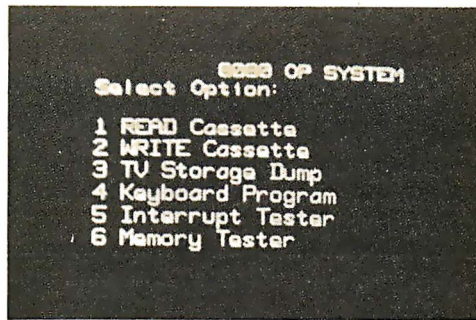 8080 OP SYSTEM
Select Option:
1 READ Cassette
2 WRITE Cassette
3 TV Storage Dump
4 Keyboard Program
5 Interrupt Tester
6 Memory Tester